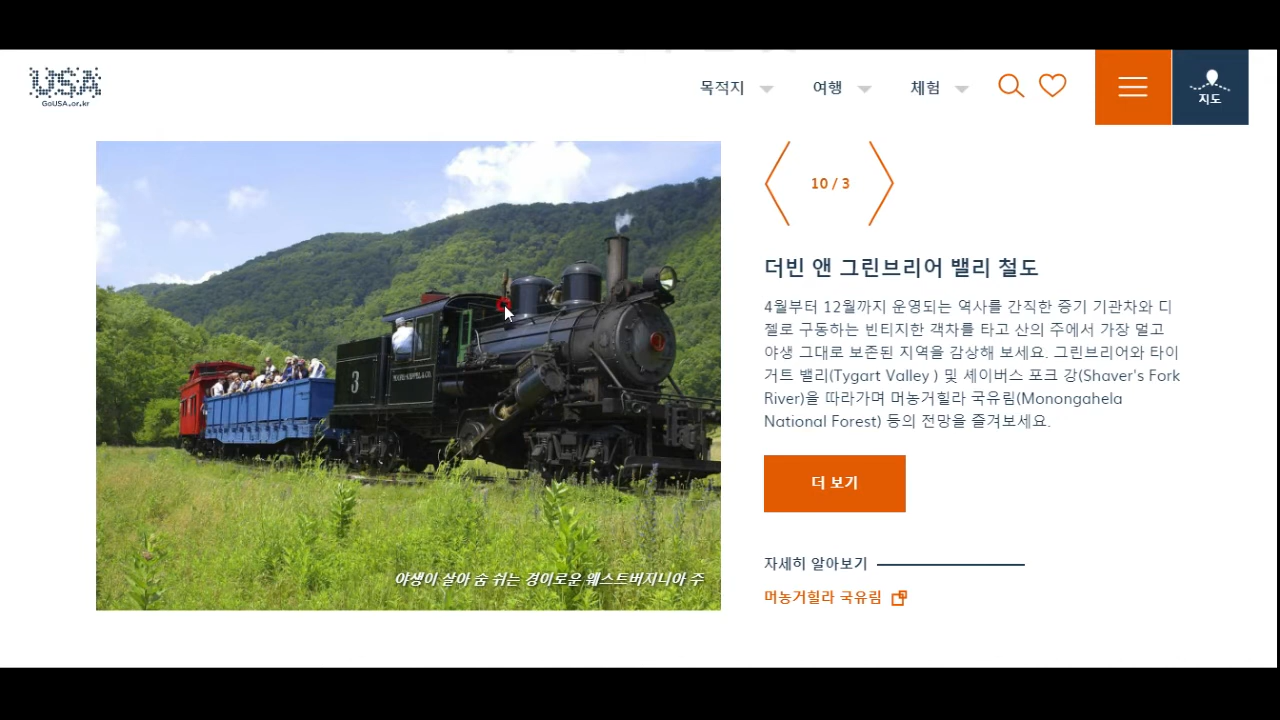 USA
GoUSA.or.kr
목적지
여행
체험
지도
10 / 3
더빈 앤 그린브리어 밸리 철도
4월부터 12월까지 운영되는 역사를 간직한 증기 기관차와 디
젤로 구동하는 빈티지한 객차를 타고 산의 주에서 가장 멀고
야생 그대로 보존된 지역을 감상해 보세요. 그린브리어와 타이
거트 밸리(Tygart Valley ) 및 셰이버스 포크 강(Shaver's Fork
River)을 따라가며 머농거힐라 국유림(Monongahela
National Forest) 등의 전망을 즐겨보세요.
더 보기
자세히 알아보기
머농거힐라 국유림
3
야생이 살아 숨 쉬는 경이로운 웨스트버지니아 주